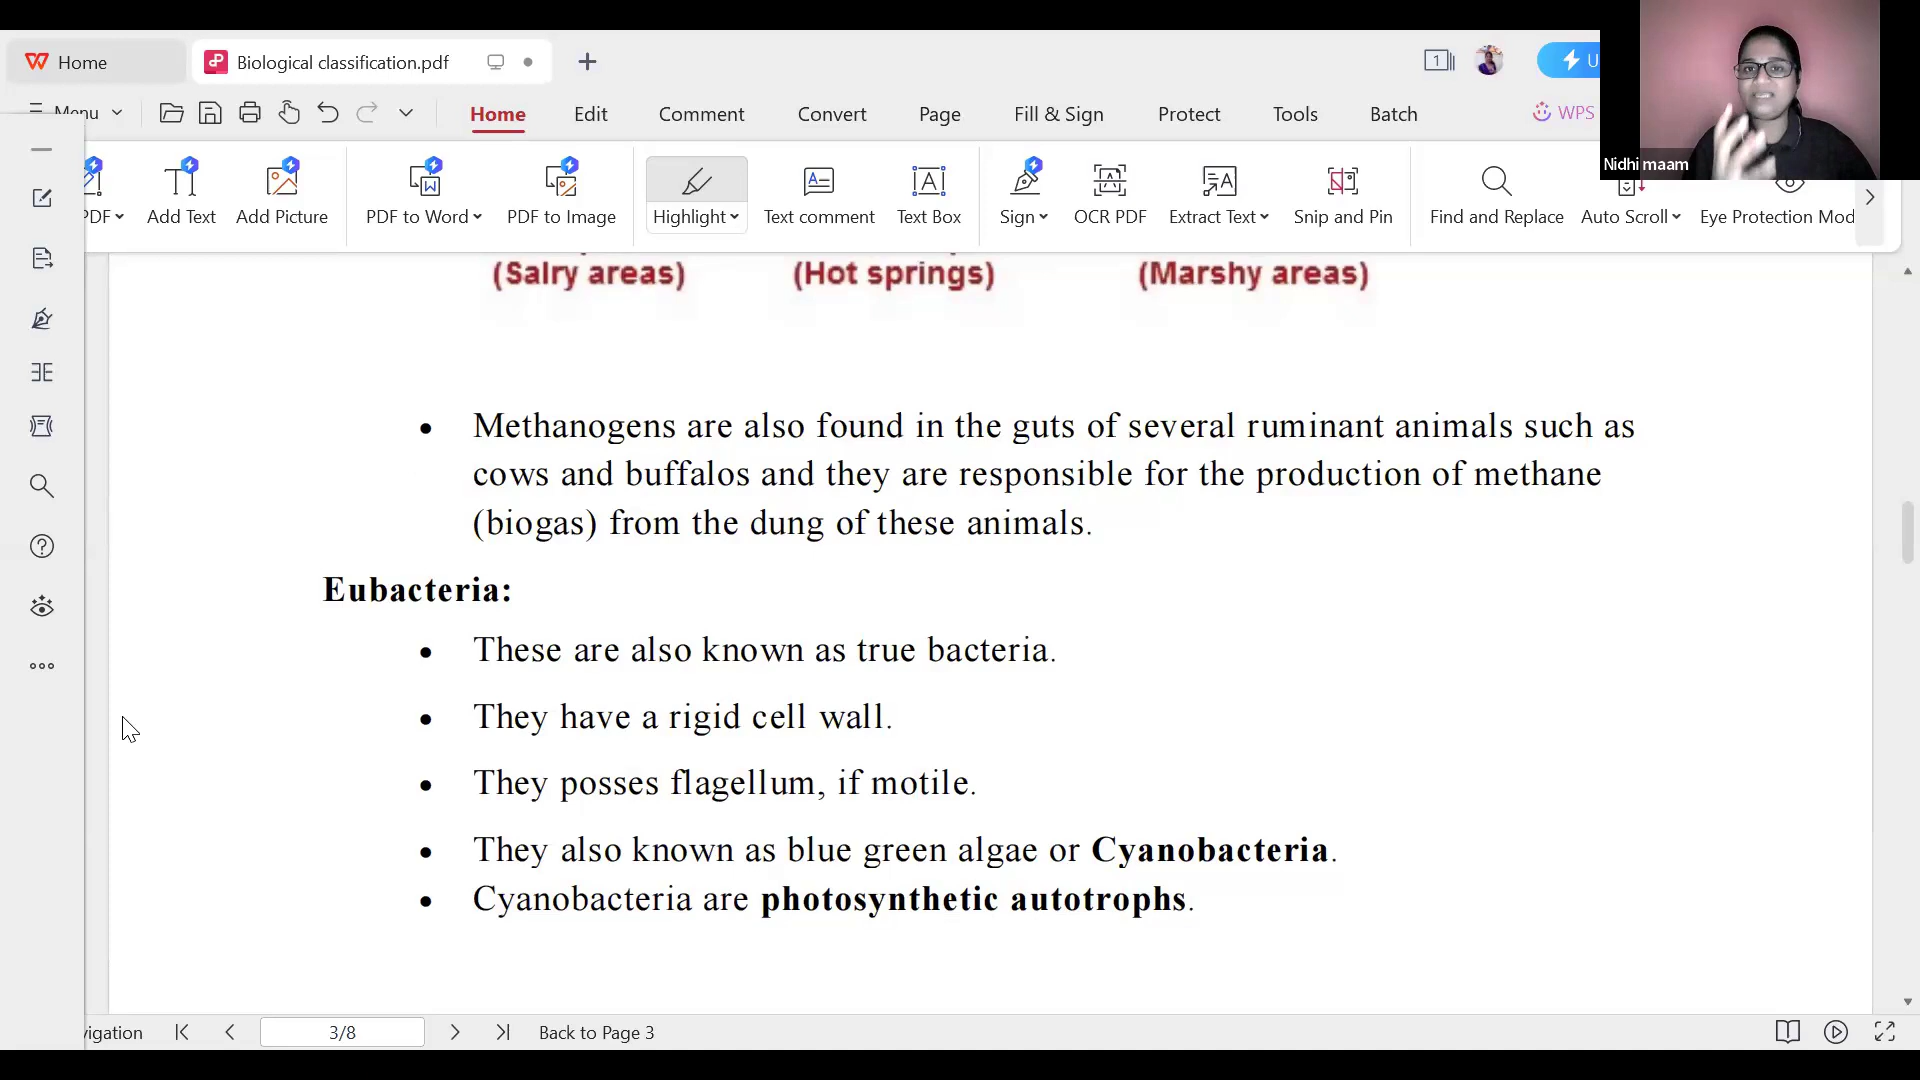 Home
Biological classification.pdf
1
U
Menu
Home
Edit
Comment
Convert
Page
Fill & Sign
Protect
Tools
Batch
WPS
Nidhi maam
PDF
Add Text
Add Picture
PDF to Word
PDF to Image
Highlight
Text comment
Text Box
Sign
OCR PDF
Extract Text
Snip and Pin
Find and Replace
Auto Scroll
Eye Protection Mod
(Salry areas)
(Hot springs)
(Marshy areas)
• Methanogens are also found in the guts of several ruminant animals such as
cows and buffalos and they are responsible for the production of methane
(biogas) from the dung of these animals.
Eubacteria:
• These are also known as true bacteria.
• They have a rigid cell wall.
• They posses flagellum, if motile.
• They also known as blue green algae or Cyanobacteria.
• Cyanobacteria are photosynthetic autotrophs.
vigation
3/8
Back to Page 3